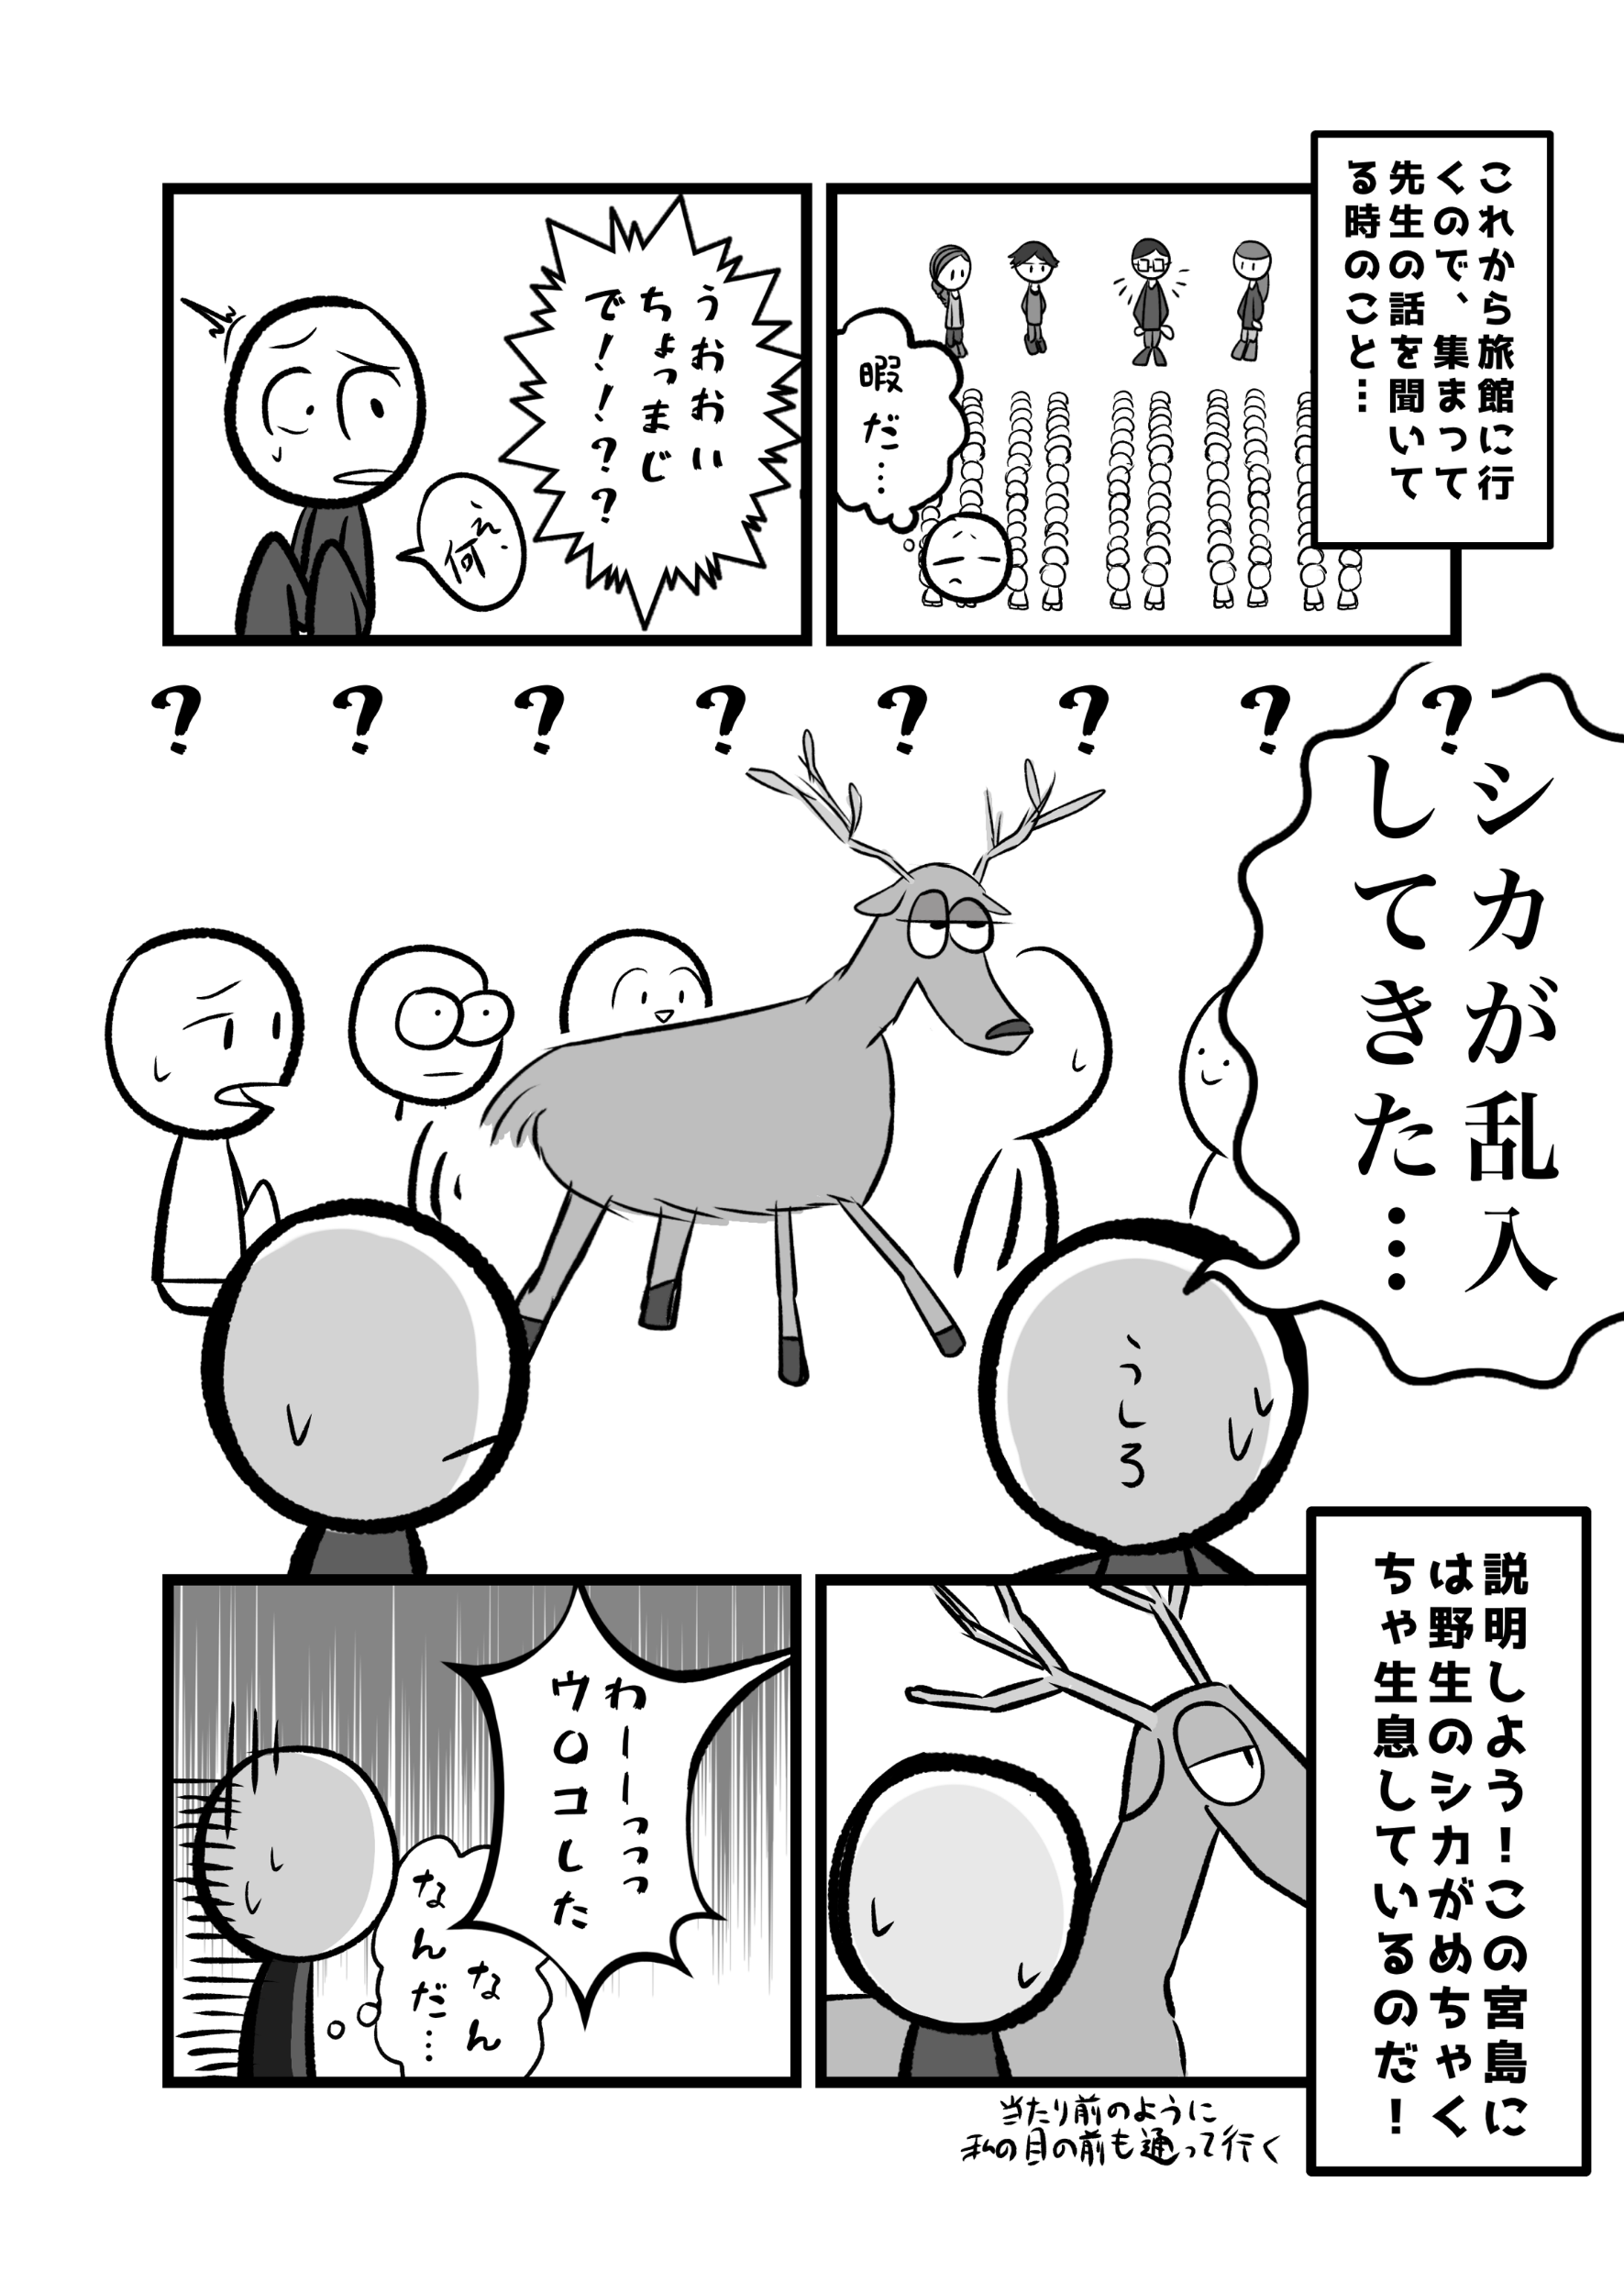 これから旅館に行
くので、集まって
先生の話を聞いて
る時のこと…
暇だ…
うおおい
ちょっまじ
で！！？？？
え、
何
？ ？ ？ ？ ？ ？ ？ ？
シカが乱入
してきた…
うしろ
説明しよう！この宮島に
は野生のシカがめちゃく
ちゃ生息しているのだ！
当たり前のように
私の目の前も通って行く
わーーっっっ
ウ〇コした
なん
なんだ…